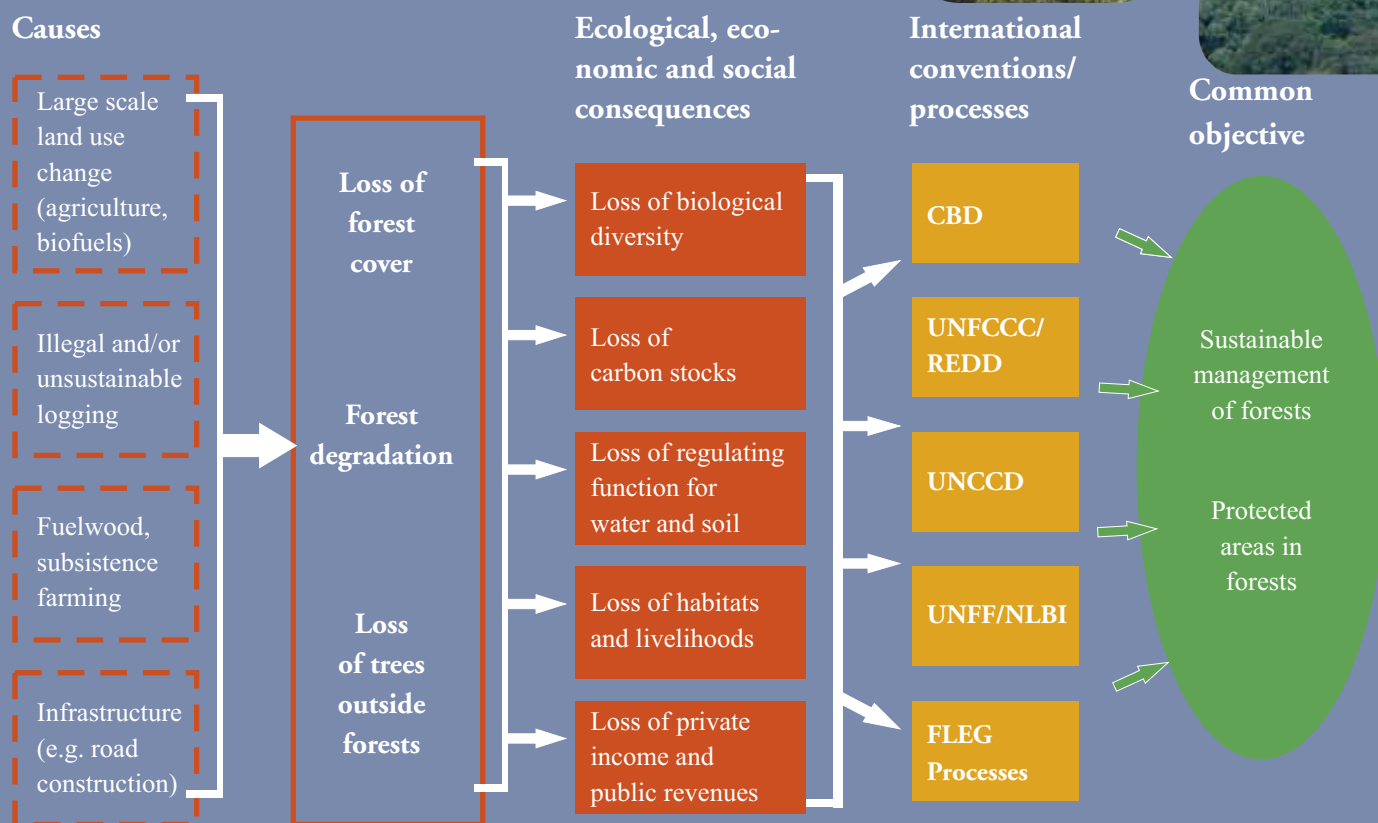 Causes
Large scale
land use
change
(agriculture,
biofuels)
Illegal and/or
unsustainable
logging
Fuelwood,
subsistence
farming
Infrastructure
(e.g. road
construction)
Loss of
forest
cover
Forest
degradation
Loss
of trees
outside
forests
Ecological, eco-
nomic and social
consequences
Loss of biological
diversity
Loss of
carbon stocks
Loss of regulating
function for
water and soil
Loss of habitats
and livelihoods
Loss of private
income and
public revenues
International
conventions/
processes
CBD
UNFCCC/
REDD
UNCCD
UNFF/NLBI
FLEG
Processes
Common
objective
Sustainable
management
of forests
Protected
areas in
forests